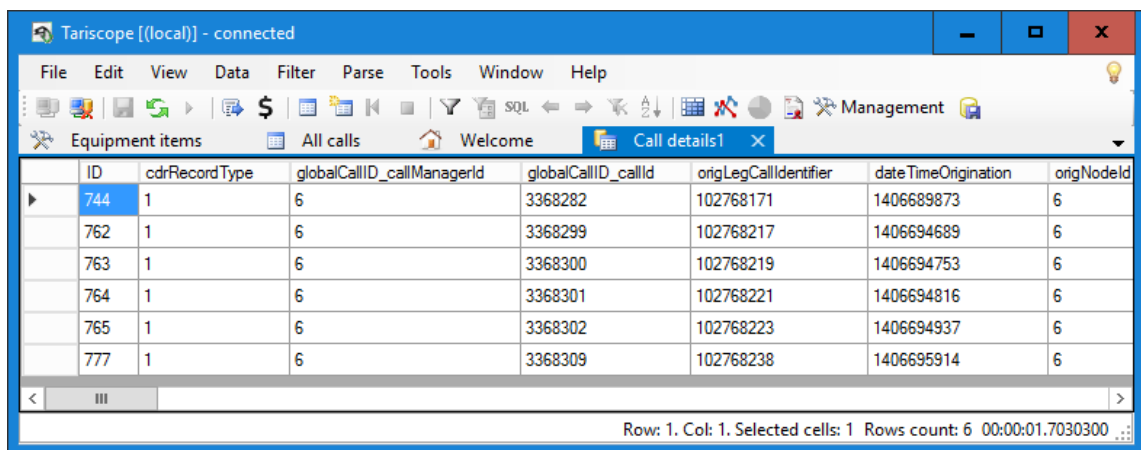 Tariscope [(local)] - connected
File Edit View Data Filter Parse Tools Window Help
SQL Management
Equipment items All calls Welcome Call details1
ID cdrRecordType globalCallID_callManagerId globalCallID_callId origLegCallIdentifier dateTimeOrigination origNodeId
744 1 6 3368282 102768171 1406689873 6
762 1 6 3368299 102768217 1406694689 6
763 1 6 3368300 102768219 1406694753 6
764 1 6 3368301 102768221 1406694816 6
765 1 6 3368302 102768223 1406694937 6
777 1 6 3368309 102768238 1406695914 6
Row: 1. Col: 1. Selected cells: 1 Rows count: 6 00:00:01.7030300